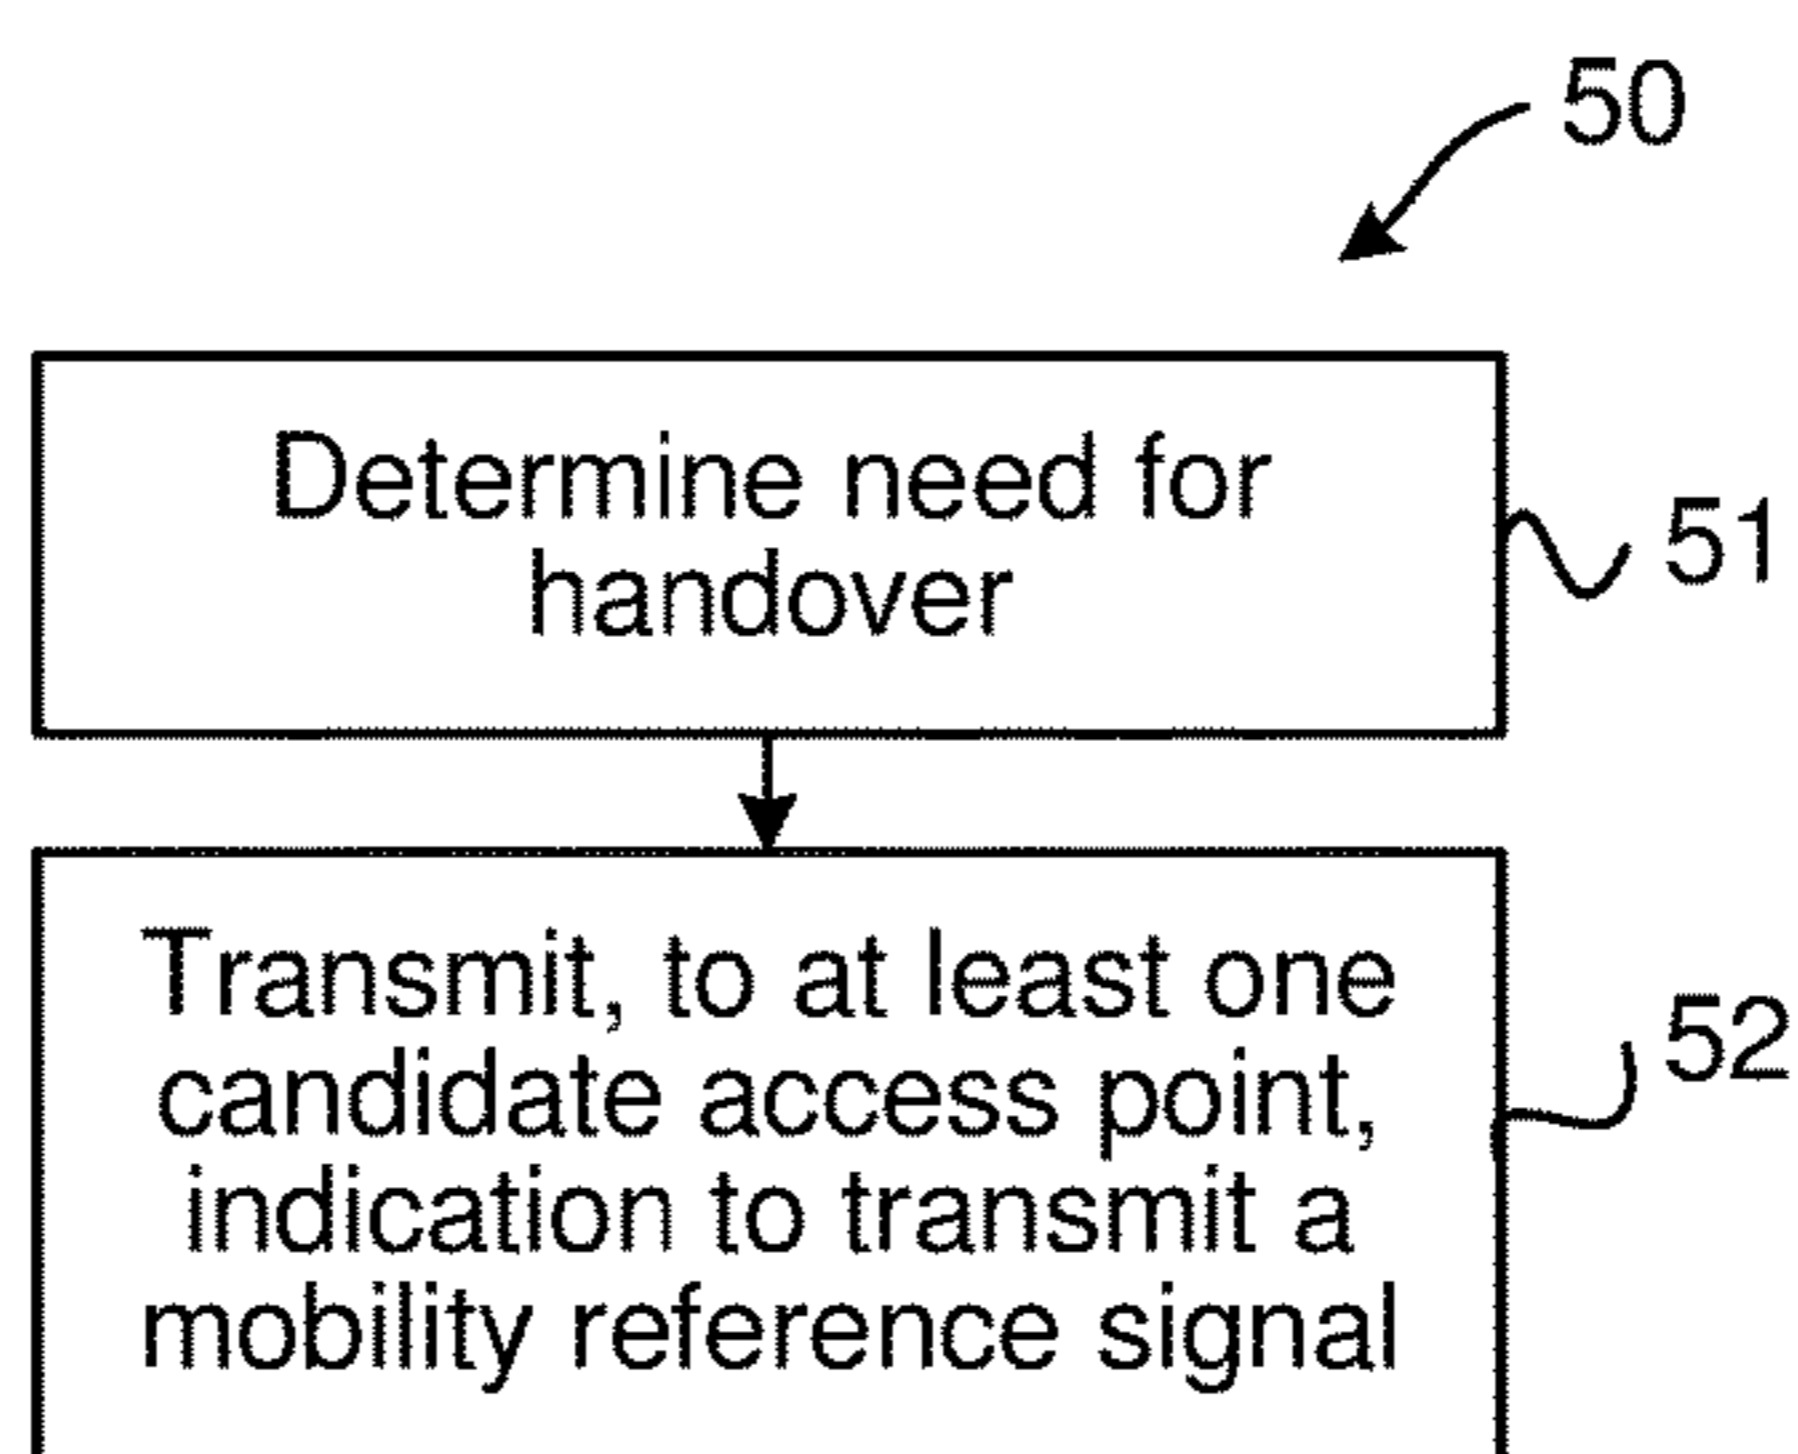 50
Determine need for
handover
51
Transmit, to at least one
candidate access point,
indication to transmit a
mobility reference signal
52